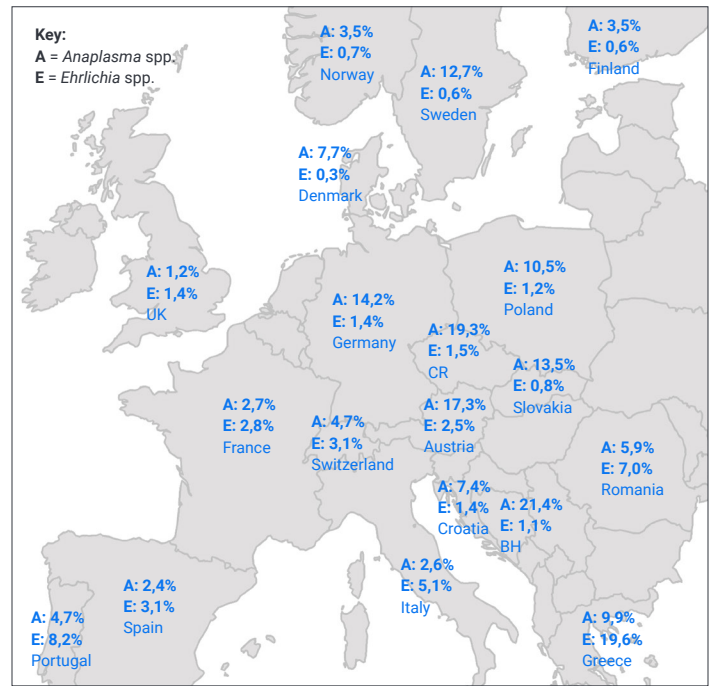 Key:
A = Anaplasma spp.
E = Ehrlichia spp.
A: 3,5%
E: 0,7%
Norway
A: 12,7%
E: 0,6%
Sweden
A: 3,5%
E: 0,6%
Finland
A: 7,7%
E: 0,3%
Denmark
A: 1,2%
E: 1,4%
UK
A: 14,2%
E: 1,4%
Germany
A: 10,5%
E: 1,2%
Poland
A: 19,3%
E: 1,5%
CR
A: 13,5%
E: 0,8%
Slovakia
A: 2,7%
E: 2,8%
France
A: 4,7%
E: 3,1%
Switzerland
A: 17,3%
E: 2,5%
Austria
A: 5,9%
E: 7,0%
Romania
A: 7,4%
E: 1,4%
Croatia
A: 21,4%
E: 1,1%
BH
A: 2,6%
E: 5,1%
Italy
A: 2,4%
E: 3,1%
Spain
A: 4,7%
E: 8,2%
Portugal
A: 9,9%
E: 19,6%
Greece